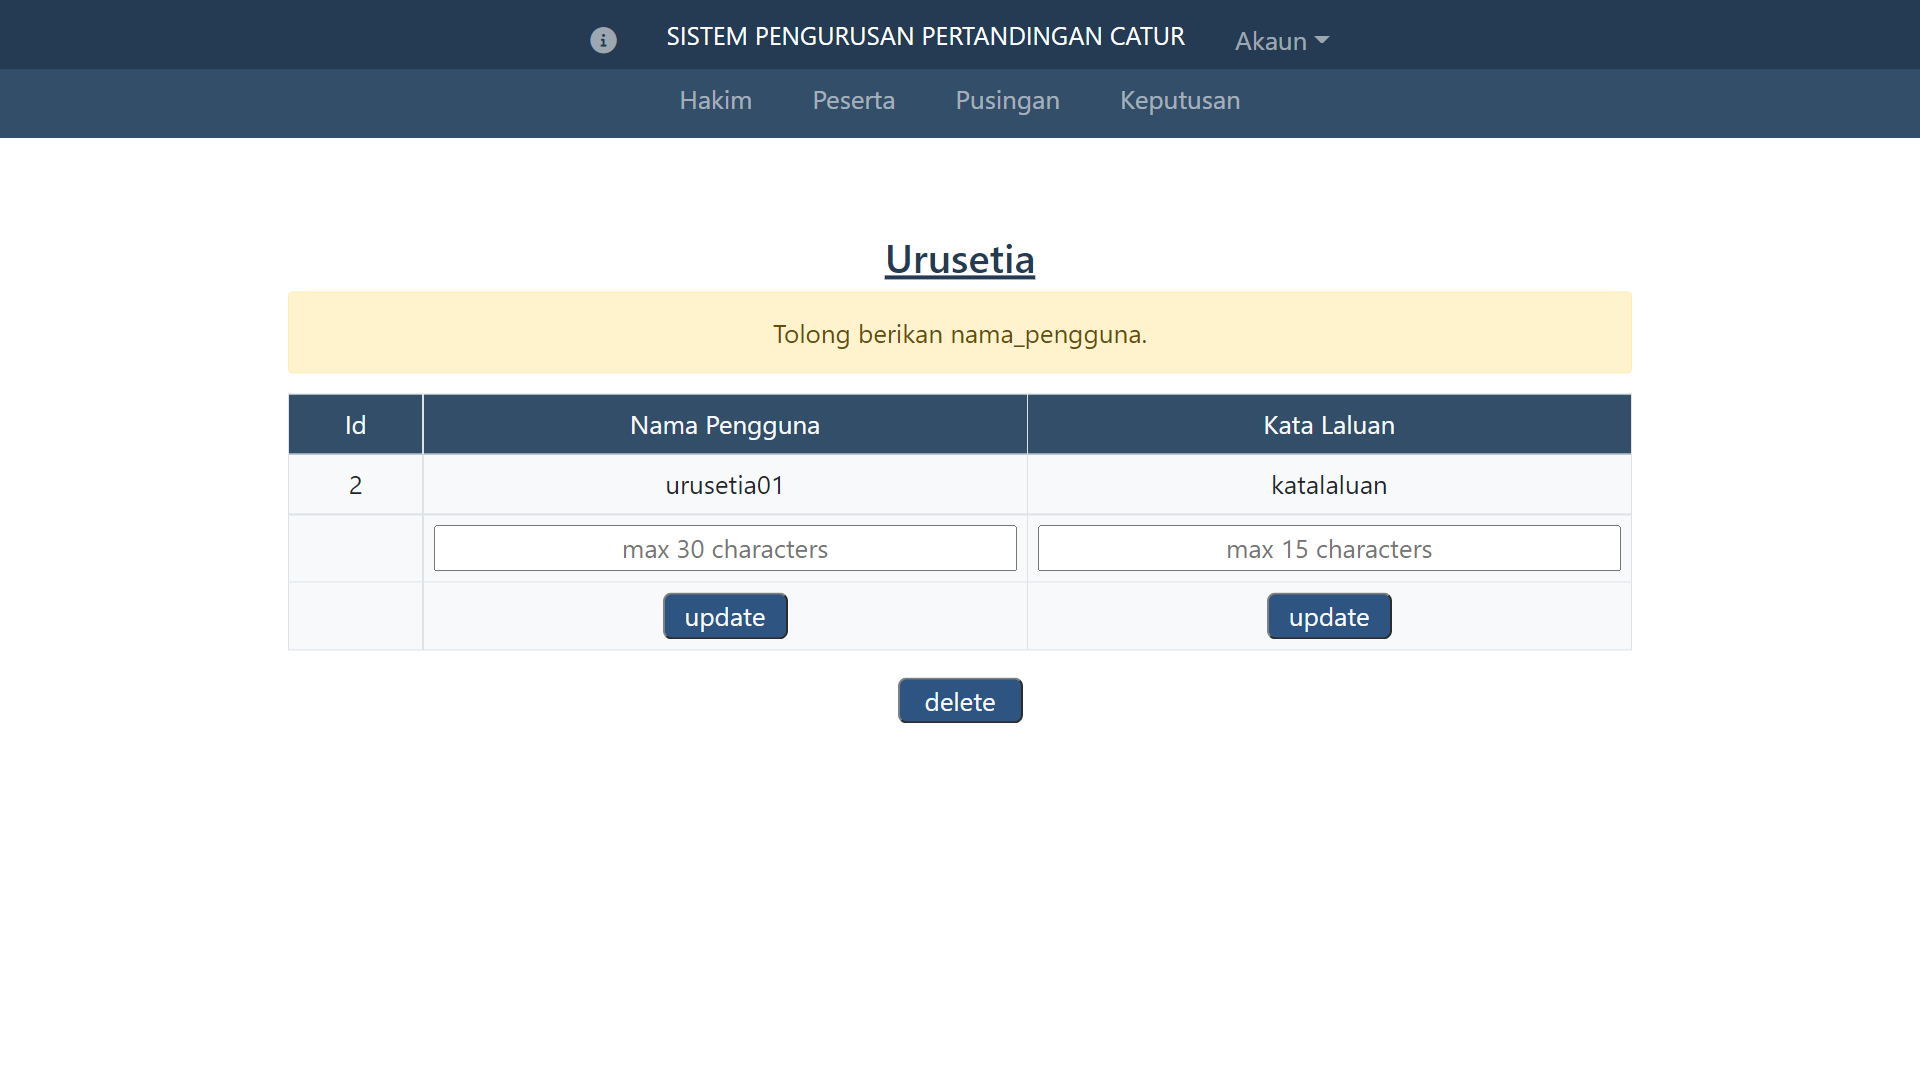 SISTEM PENGURUSAN PERTANDINGAN CATUR Akaun
Hakim Peserta Pusingan Keputusan
Urusetia
Tolong berikan nama_pengguna.
Id Nama Pengguna Kata Laluan
2 urusetia01 katalaluan
max 30 characters max 15 characters
update update
delete